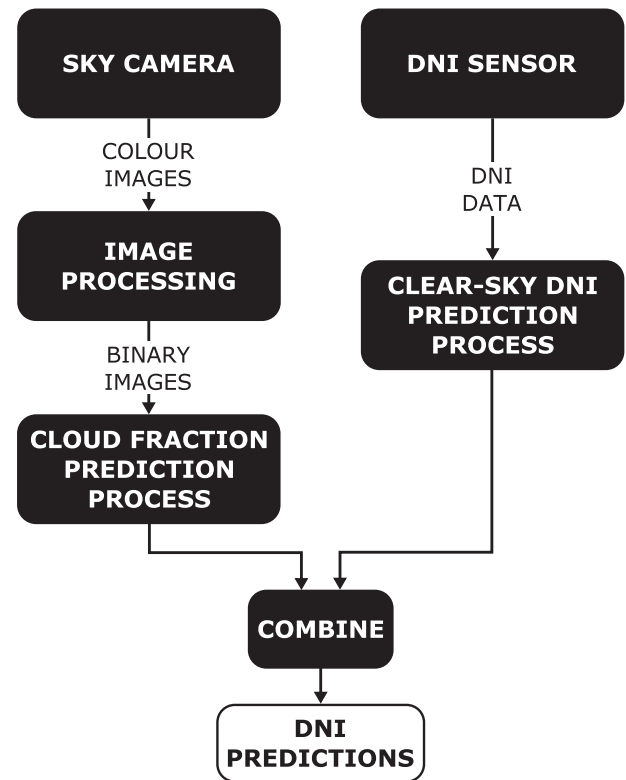 SKY CAMERA
DNI SENSOR
COLOUR
IMAGES
DNI
DATA
IMAGE
PROCESSING
CLEAR-SKY DNI
PREDICTION
PROCESS
BINARY
IMAGES
CLOUD FRACTION
PREDICTION
PROCESS
COMBINE
DNI
PREDICTIONS